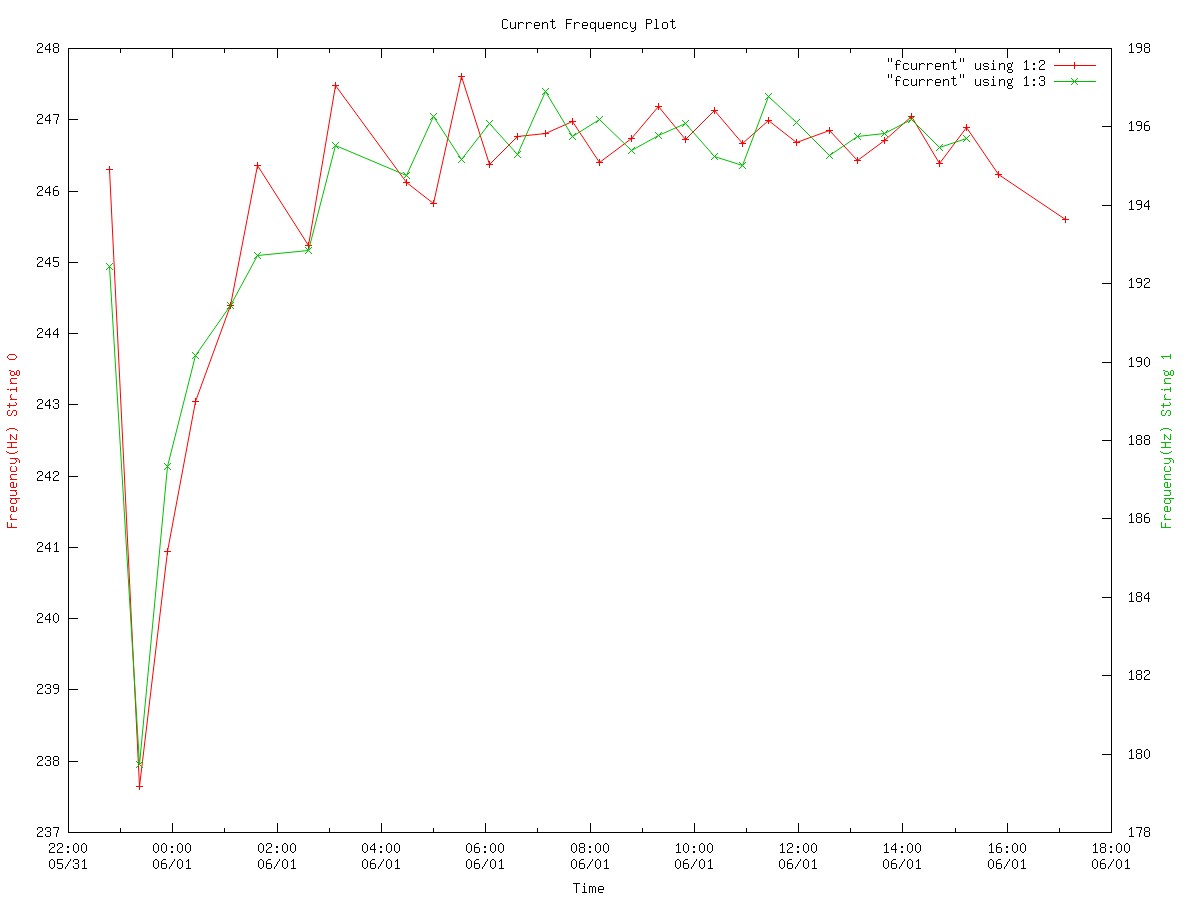 Current Frequency Plot
"fcurrent" using 1:2
"fcurrent" using 1:3
248
247
246
245
244
243
242
241
240
239
238
237
198
196
194
192
190
188
186
184
182
180
178
Frequency(Hz) String 0
Frequency(Hz) String 1
22:00 00:00 02:00 04:00 06:00 08:00 10:00 12:00 14:00 16:00 18:00
05/31 06/01 06/01 06/01 06/01 06/01 06/01 06/01 06/01 06/01 06/01
Time